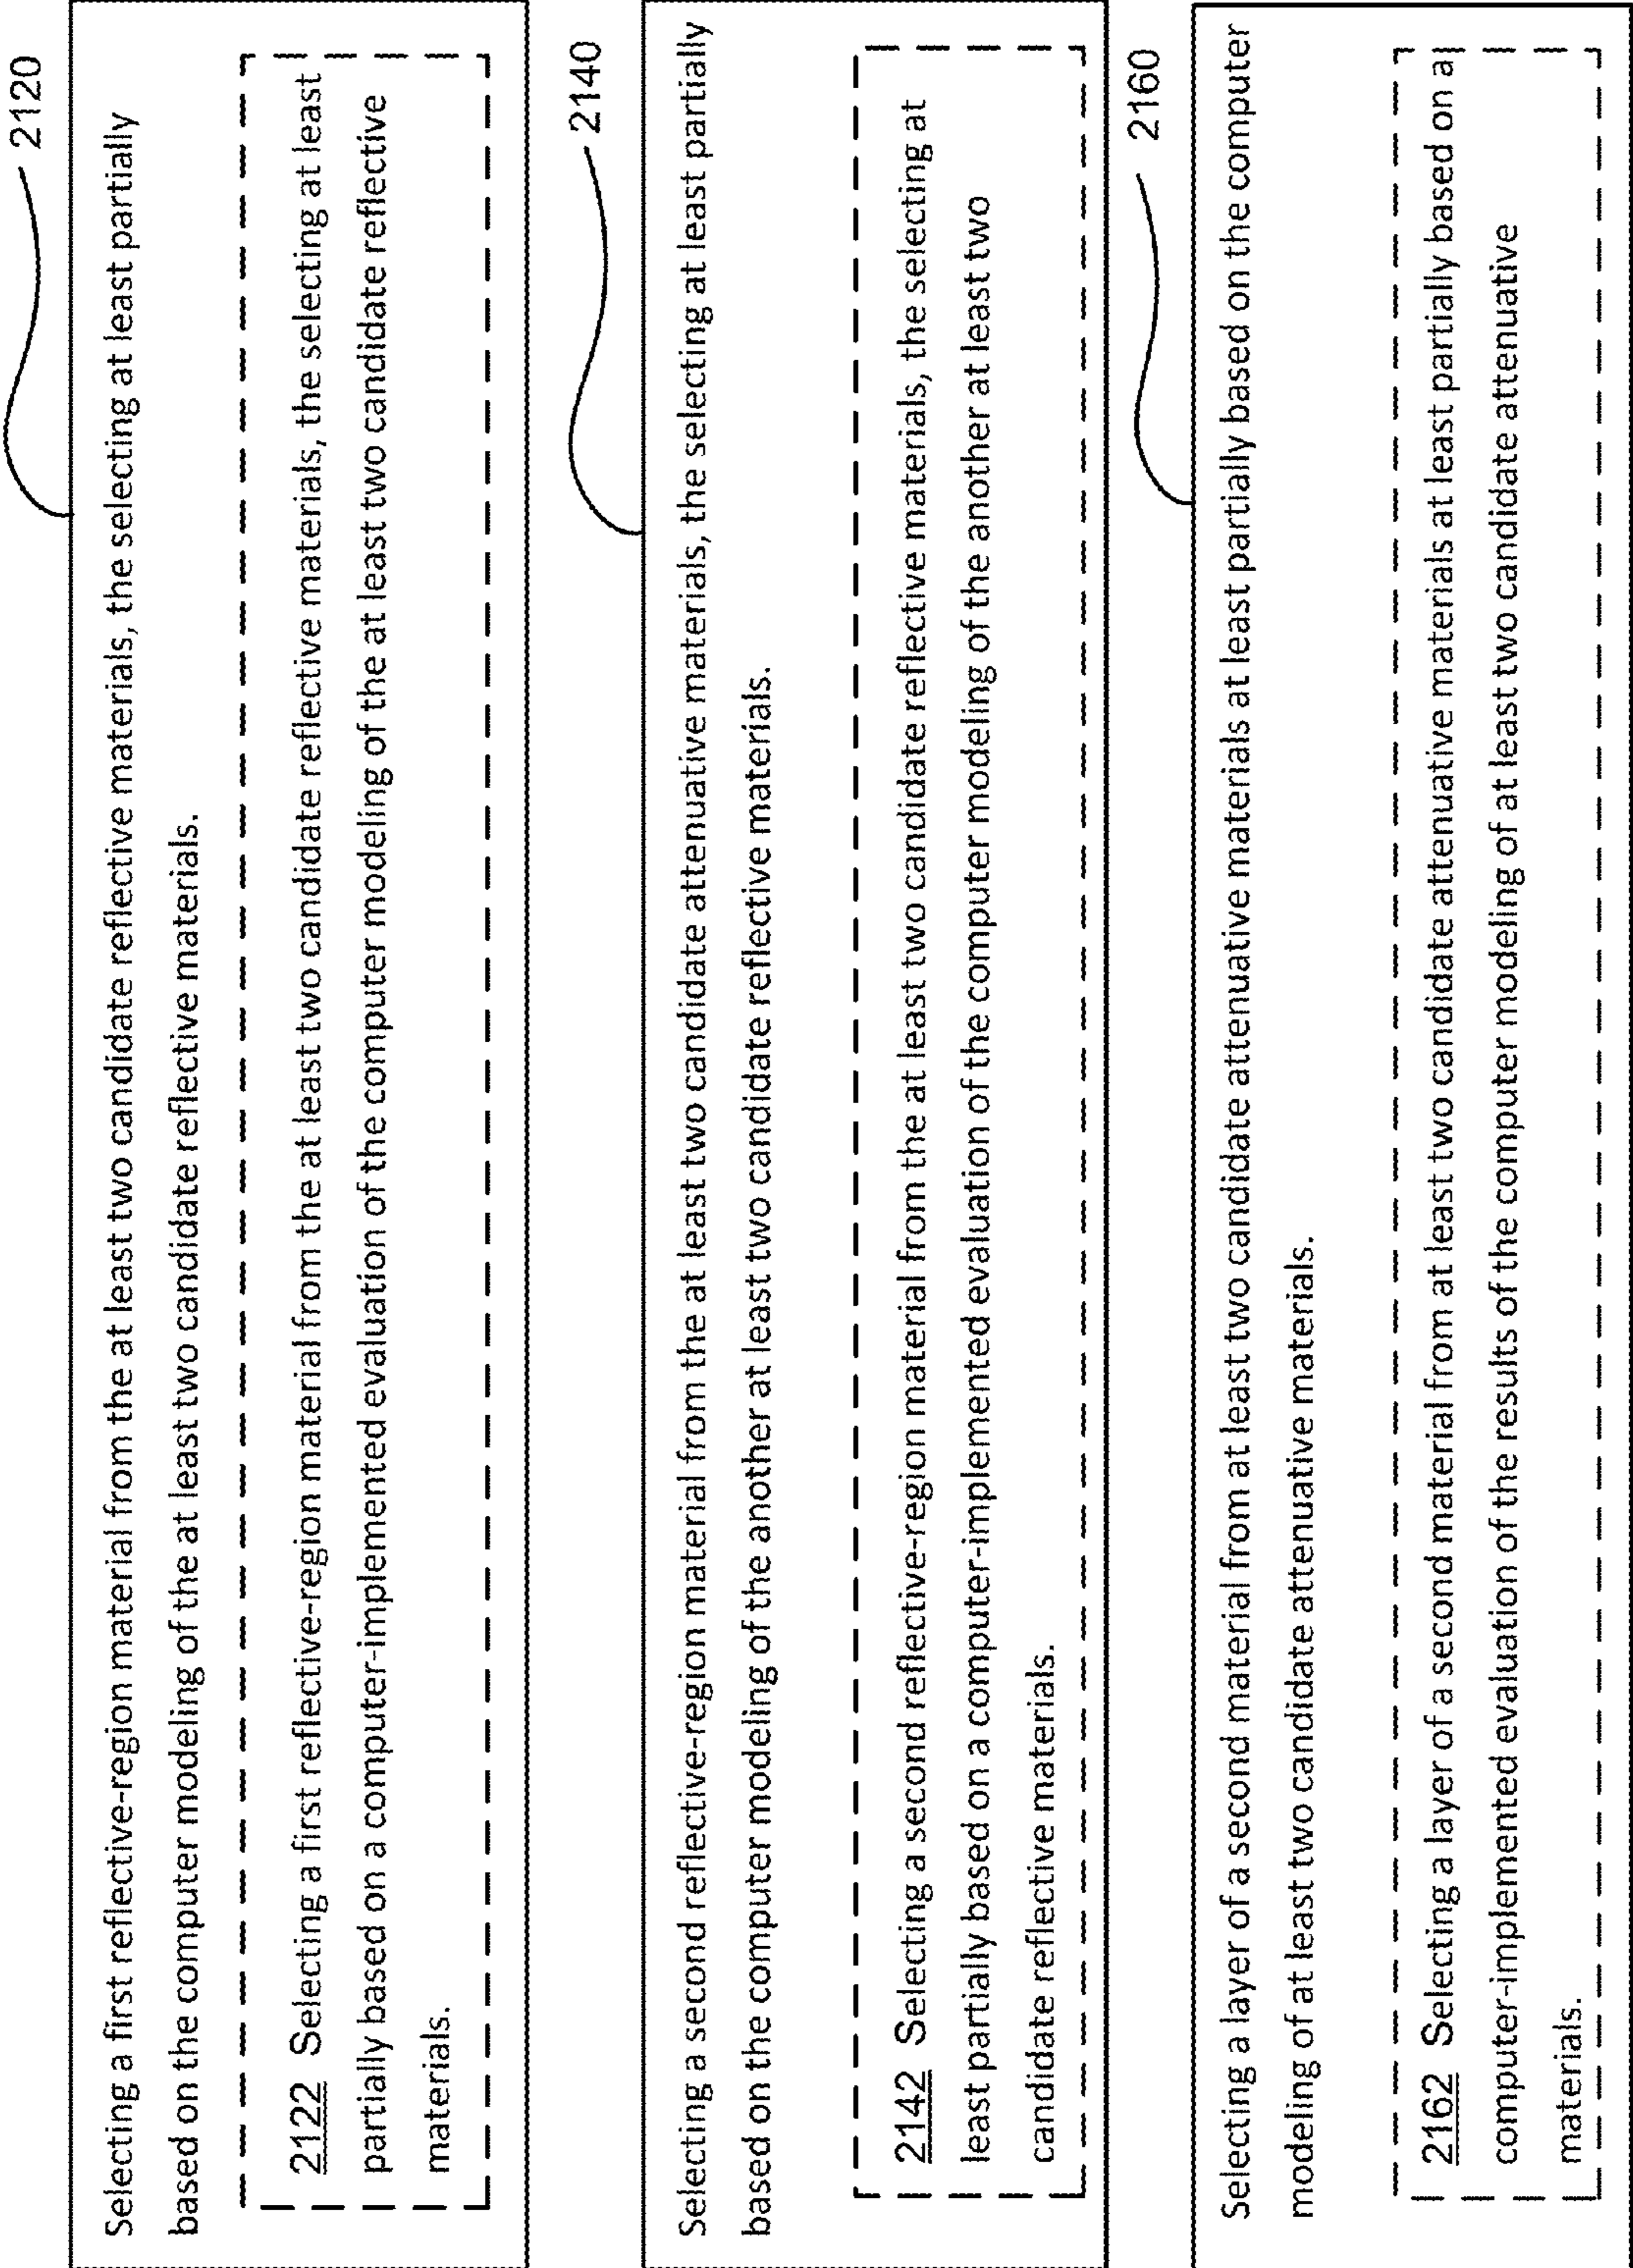 2120
Selecting a first reflective-region material from the at least two candidate reflective materials, the selecting at least partially
based on the computer modeling of the at least two candidate reflective materials.
2122 Selecting a first reflective-region material from the at least two candidate reflective materials, the selecting at least
partially based on a computer-implemented evaluation of the computer modeling of the at least two candidate reflective
materials.
2140
Selecting a second reflective-region material from the at least two candidate attenuative materials, the selecting at least partially
based on the computer modeling of the another at least two candidate reflective materials.
2142 Selecting a second reflective-region material from the at least two candidate reflective materials, the selecting at
least partially based on a computer-implemented evaluation of the computer modeling of the another at least two
candidate reflective materials.
2160
Selecting a layer of a second material from at least two candidate attenuative materials at least partially based on the computer
modeling of at least two candidate attenuative materials.
2162 Selecting a layer of a second material from at least two candidate attenuative materials at least partially based on a
computer-implemented evaluation of the results of the computer modeling of at least two candidate attenuative
materials.